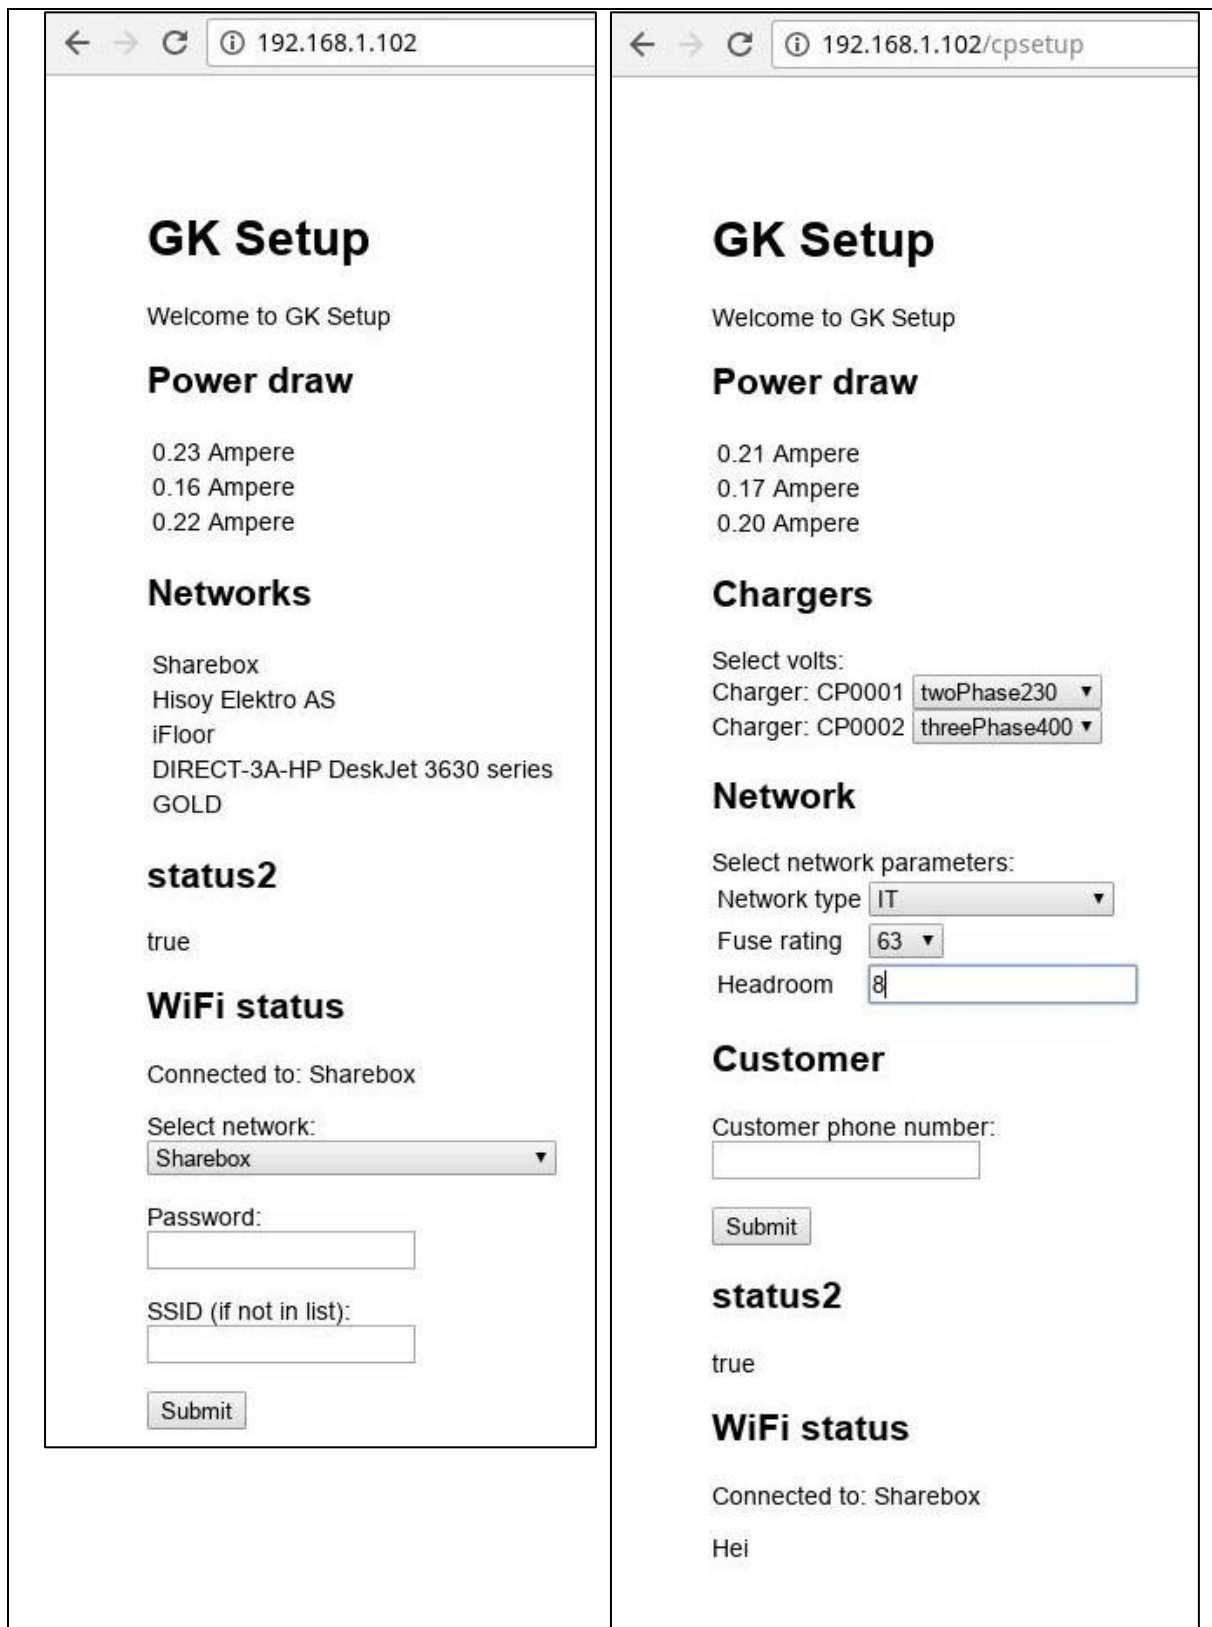 192.168.1.102
GK Setup
Welcome to GK Setup
Power draw
0.23 Ampere
0.16 Ampere
0.22 Ampere
Networks
Sharebox
Hisoy Elektro AS
iFloor
DIRECT-3A-HP DeskJet 3630 series
GOLD
status2
true
WiFi status
Connected to: Sharebox
Select network:
Sharebox
Password:
SSID (if not in list):
Submit
192.168.1.102/cpsetup
GK Setup
Welcome to GK Setup
Power draw
0.21 Ampere
0.17 Ampere
0.20 Ampere
Chargers
Select volts:
Charger: CP0001 twoPhase230
Charger: CP0002 threePhase400
Network
Select network parameters:
Network type IT
Fuse rating 63
Headroom 8
Customer
Customer phone number:
Submit
status2
true
WiFi status
Connected to: Sharebox
Hei